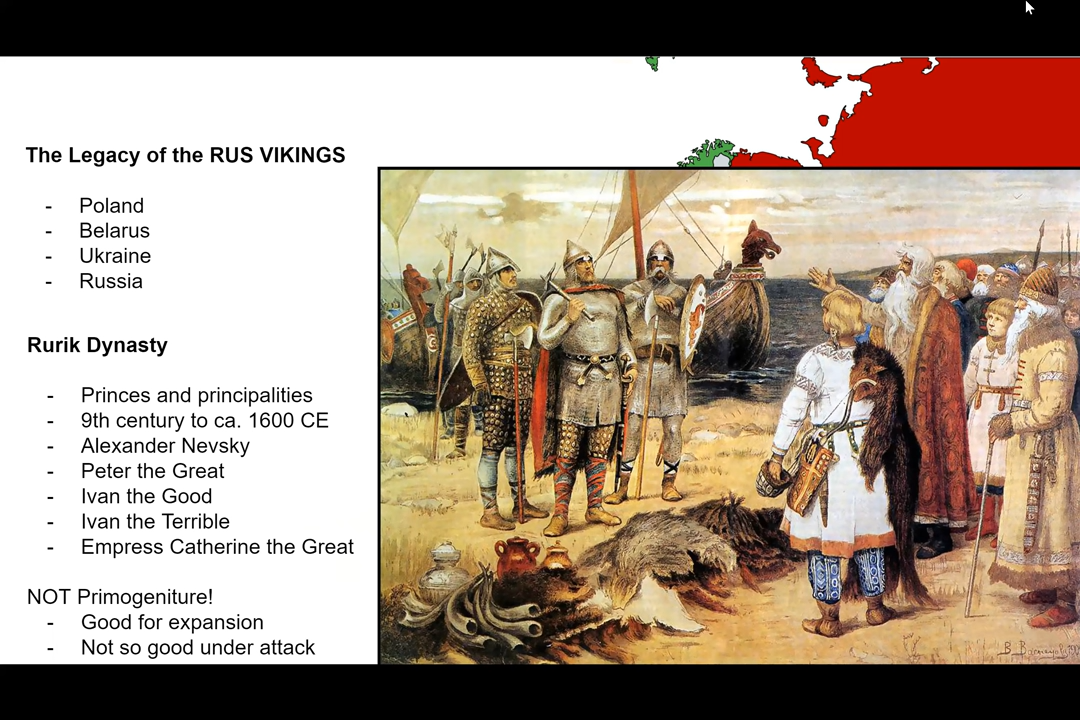 The Legacy of the RUS VIKINGS
- Poland
- Belarus
- Ukraine
- Russia
Rurik Dynasty
- Princes and principalities
- 9th century to ca. 1600 CE
- Alexander Nevsky
- Peter the Great
- Ivan the Good
- Ivan the Terrible
- Empress Catherine the Great
NOT Primogeniture!
- Good for expansion
- Not so good under attack